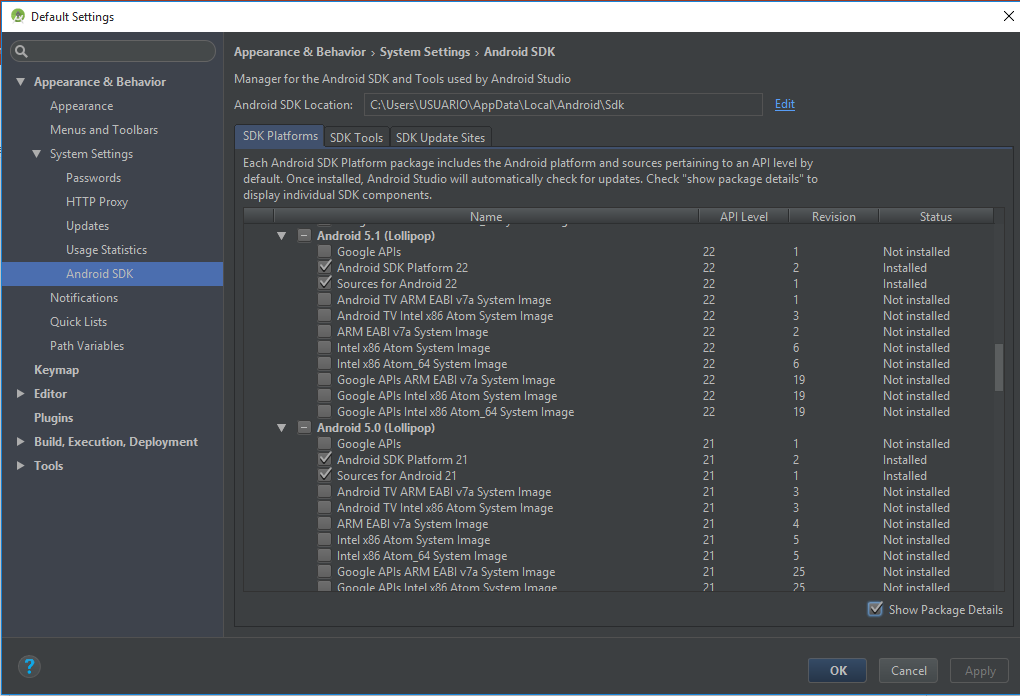 Default Settings
Appearance & Behavior
Appearance
Menus and Toolbars
System Settings
Passwords
HTTP Proxy
Updates
Usage Statistics
Android SDK
Notifications
Quick Lists
Path Variables
Keymap
Editor
Plugins
Build, Execution, Deployment
Tools
Appearance & Behavior › System Settings › Android SDK
Manager for the Android SDK and Tools used by Android Studio
Android SDK Location: C:\Users\USUARIO\AppData\Local\Android\Sdk Edit
SDK Platforms SDK Tools SDK Update Sites
Each Android SDK Platform package includes the Android platform and sources pertaining to an API level by
default. Once installed, Android Studio will automatically check for updates. Check "show package details" to
display individual SDK components.
Name API Level Revision Status
Android 5.1 (Lollipop)
Google APIs 22 1 Not installed
Android SDK Platform 22 22 2 Installed
Sources for Android 22 22 1 Installed
Android TV ARM EABI v7a System Image 22 1 Not installed
Android TV Intel x86 Atom System Image 22 3 Not installed
ARM EABI v7a System Image 22 2 Not installed
Intel x86 Atom System Image 22 6 Not installed
Intel x86 Atom_64 System Image 22 6 Not installed
Google APIs ARM EABI v7a System Image 22 19 Not installed
Google APIs Intel x86 Atom System Image 22 19 Not installed
Google APIs Intel x86 Atom_64 System Image 22 19 Not installed
Android 5.0 (Lollipop)
Google APIs 21 1 Not installed
Android SDK Platform 21 21 2 Installed
Sources for Android 21 21 1 Installed
Android TV ARM EABI v7a System Image 21 3 Not installed
Android TV Intel x86 Atom System Image 21 3 Not installed
ARM EABI v7a System Image 21 4 Not installed
Intel x86 Atom System Image 21 5 Not installed
Intel x86 Atom_64 System Image 21 5 Not installed
Google APIs ARM EABI v7a System Image 21 25 Not installed
Google APIs Intel x86 Atom System Image 21 25 Not installed
Show Package Details
? OK Cancel Apply